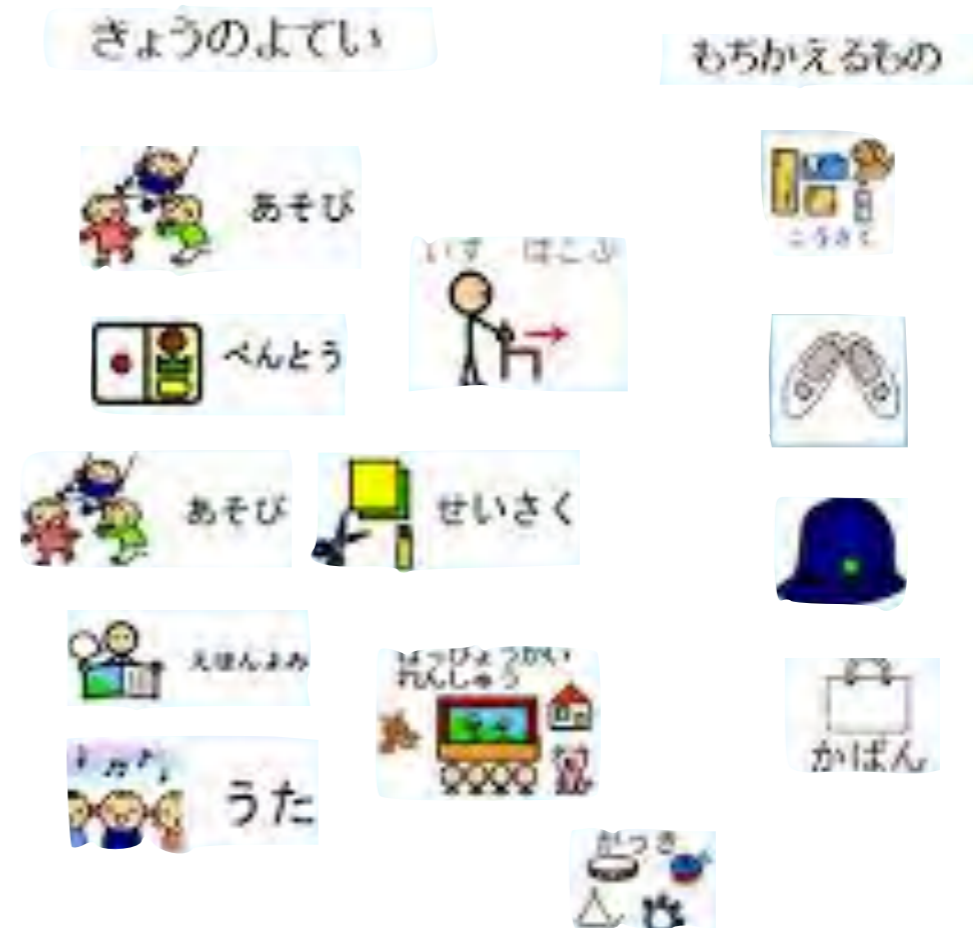 きょうのよてい
もちかえるもの
あそび
いす はこぶ
こうさく
べんとう
あそび
せいさく
えほんよみ
はっぴょうかい
れんしゅう
かばん
うた
がっき